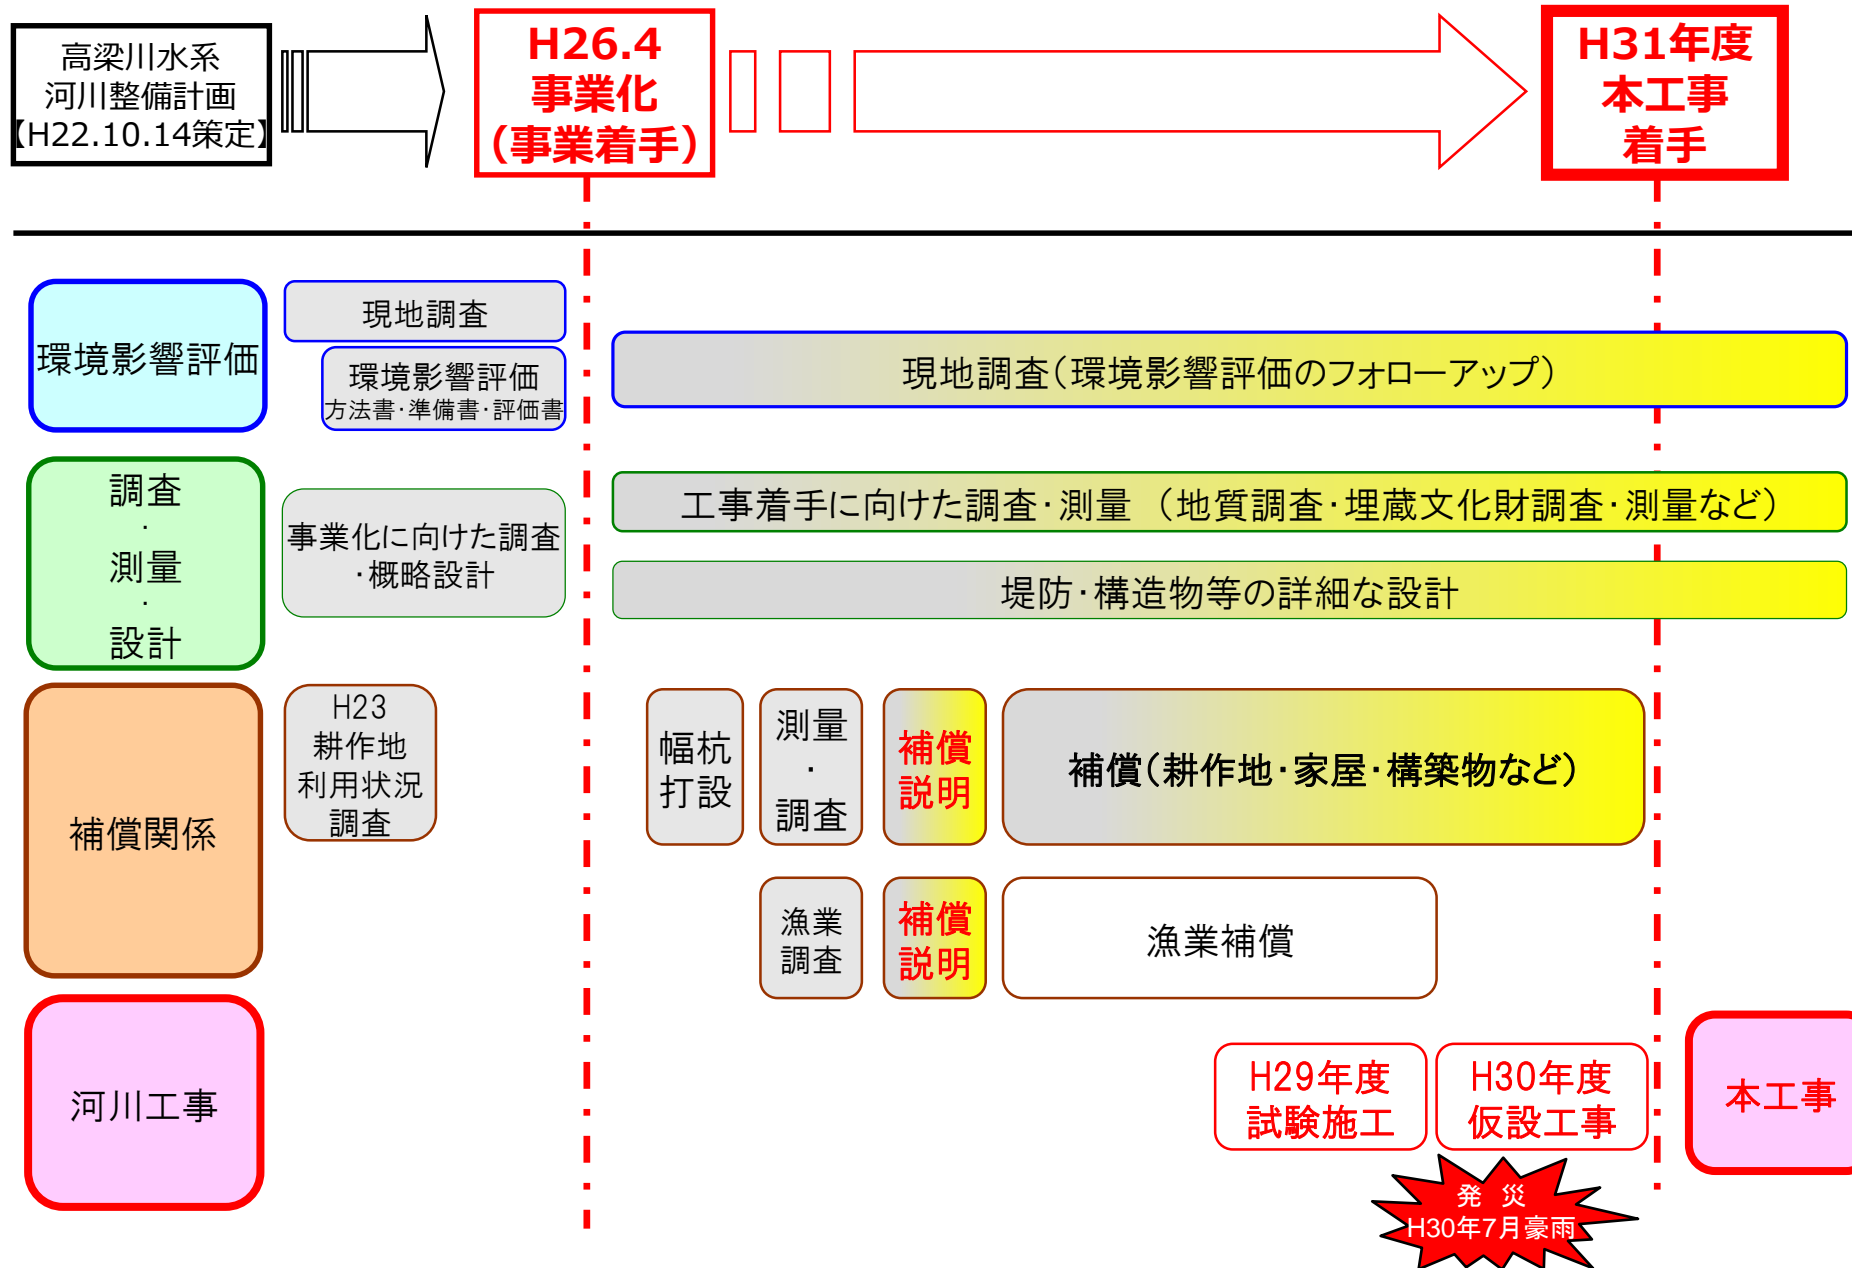 高梁川水系
河川整備計画
【H22.10.14策定】
H26.4
事業化
（事業着手）
H31年度
本工事
着手
環境影響評価
現地調査
環境影響評価
方法書・準備書・評価書
現地調査（環境影響評価のフォローアップ）
調査
・
測量
・
設計
事業化に向けた調査
・概略設計
工事着手に向けた調査・測量 （地質調査・埋蔵文化財調査・測量など）
堤防・構造物等の詳細な設計
補償関係
H23
耕作地
利用状況
調査
幅杭
打設
測量
・
調査
補償
説明
補償（耕作地・家屋・構築物など）
漁業
調査
補償
説明
漁業補償
河川工事
H29年度
試験施工
H30年度
仮設工事
本工事
発 災
H30年7月豪雨